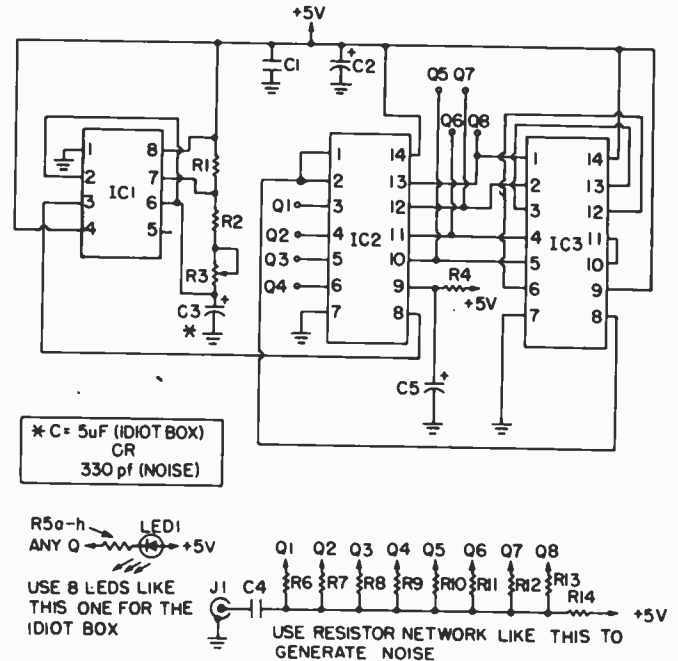 +5V
C1
+
C2
Q5 Q7
Q6 Q8
1 8
2 7
3 6
4 5
IC1
R1
R2
R3
+
C3
*
Q1
Q2
Q3
Q4
1 14
2 13
3 12
4 11
5 10
6 9
7 8
IC2
R4
+5V
+
C5
1 14
2 13
3 12
4 11
5 10
6 9
7 8
IC3
* C= 5uF (IDIOT BOX)
OR
330 pf (NOISE)
R5a-h
LED1
ANY Q +5V
USE 8 LEDS LIKE
THIS ONE FOR THE
IDIOT BOX
J1 C4
Q1 Q2 Q3 Q4 Q5 Q6 Q7 Q8
R6 R7 R8 R9 R10 R11 R12 R13
R14
+5V
USE RESISTOR NETWORK LIKE THIS TO
GENERATE NOISE